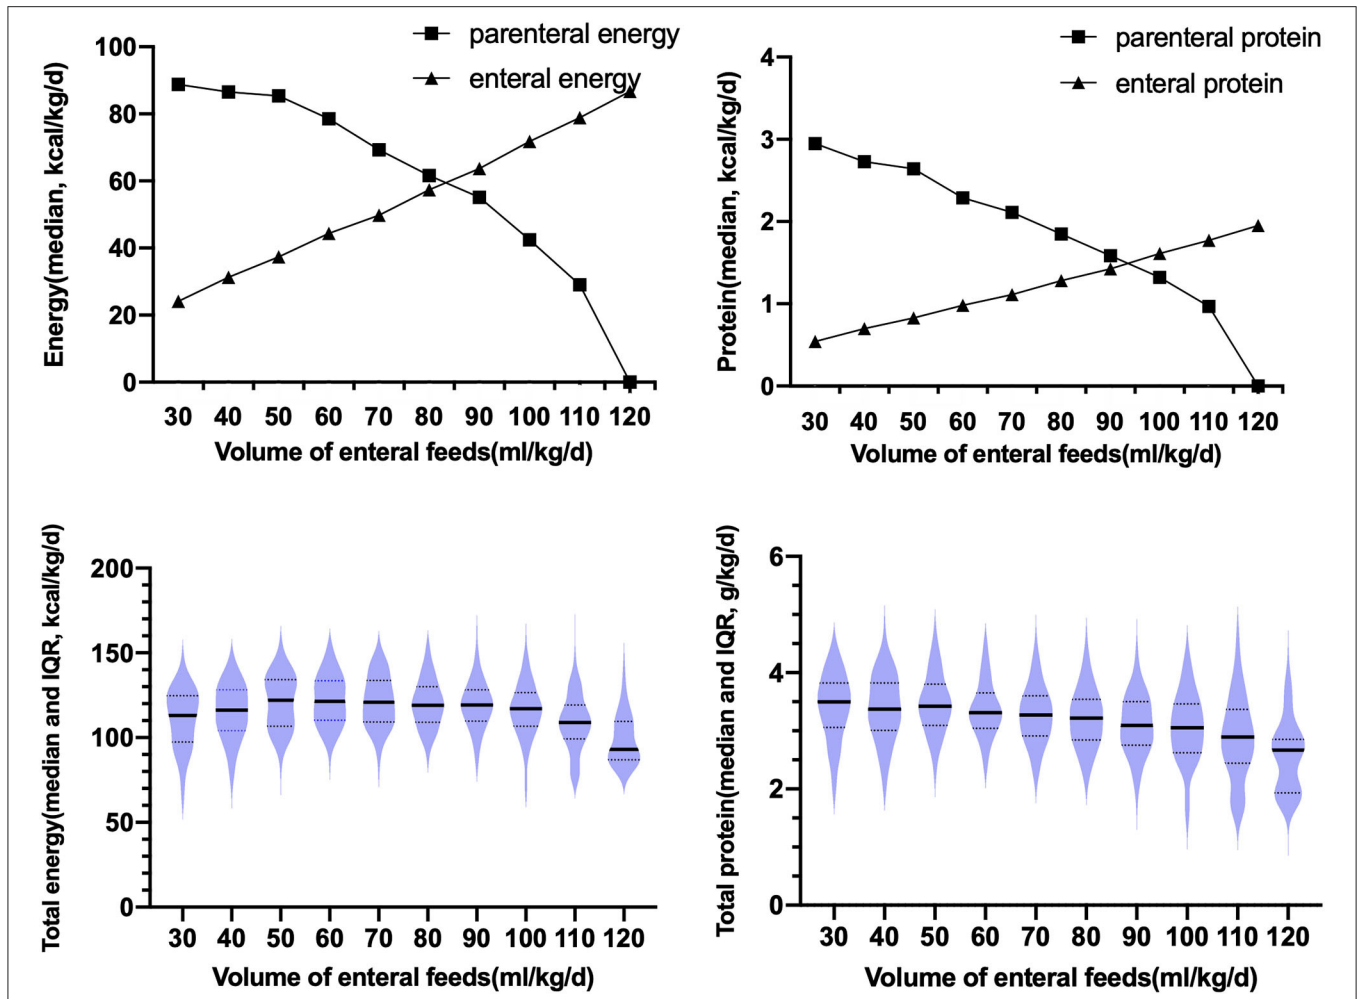 parenteral energy
enteral energy
Energy(median, kcal/kg/d)
100
80
60
40
20
0
30 40 50 60 70 80 90 100 110 120
Volume of enteral feeds(ml/kg/d)
parenteral protein
enteral protein
Protein(median, kcal/kg/d)
4
3
2
1
0
30 40 50 60 70 80 90 100 110 120
Volume of enteral feeds(ml/kg/d)
Total energy(median and IQR, kcal/kg/d)
200
150
100
50
0
30 40 50 60 70 80 90 100 110 120
Volume of enteral feeds(ml/kg/d)
Total protein(median and IQR, g/kg/d)
6
4
2
0
30 40 50 60 70 80 90 100 110 120
Volume of enteral feeds(ml/kg/d)